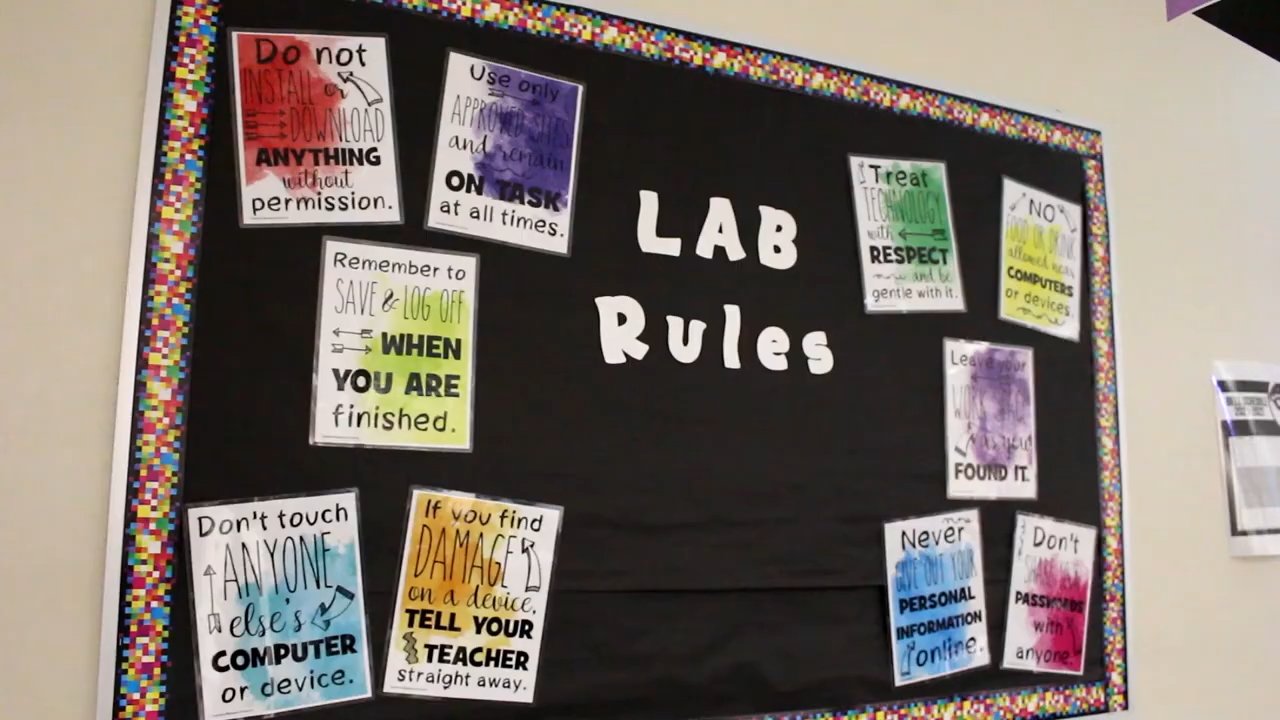 Do not
INSTALL or
DOWNLOAD
ANYTHING
without
permission.
Use only
APPROVED SITES
and remain
ON TASK
at all times.
Remember to
SAVE & LOG OFF
WHEN
YOU ARE
finished.
Don't touch
ANYONE
else's
COMPUTER
or device.
If you find
DAMAGE
on a device,
TELL YOUR
TEACHER
straight away.
LAB
Rules
Treat
TECHNOLOGY
with
RESPECT
and be
gentle with it.
NO
FOOD OR DRINK
allowed near
COMPUTERS
or devices.
Leave your
WORK
as you
FOUND IT.
Never
GIVE OUT YOUR
PERSONAL
INFORMATION
online.
Don't
SHARE
PASSWORDS
with
anyone.